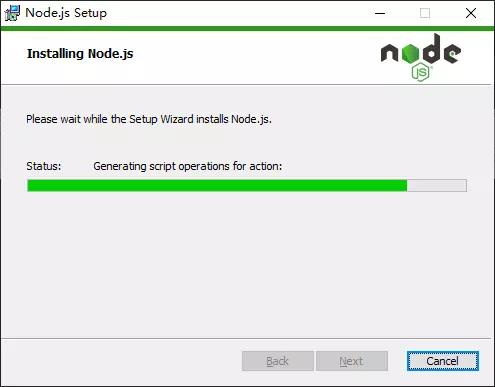 Node.js Setup
Installing Node.js
node
JS
Please wait while the Setup Wizard installs Node.js.
Status: Generating script operations for action:
Back Next Cancel